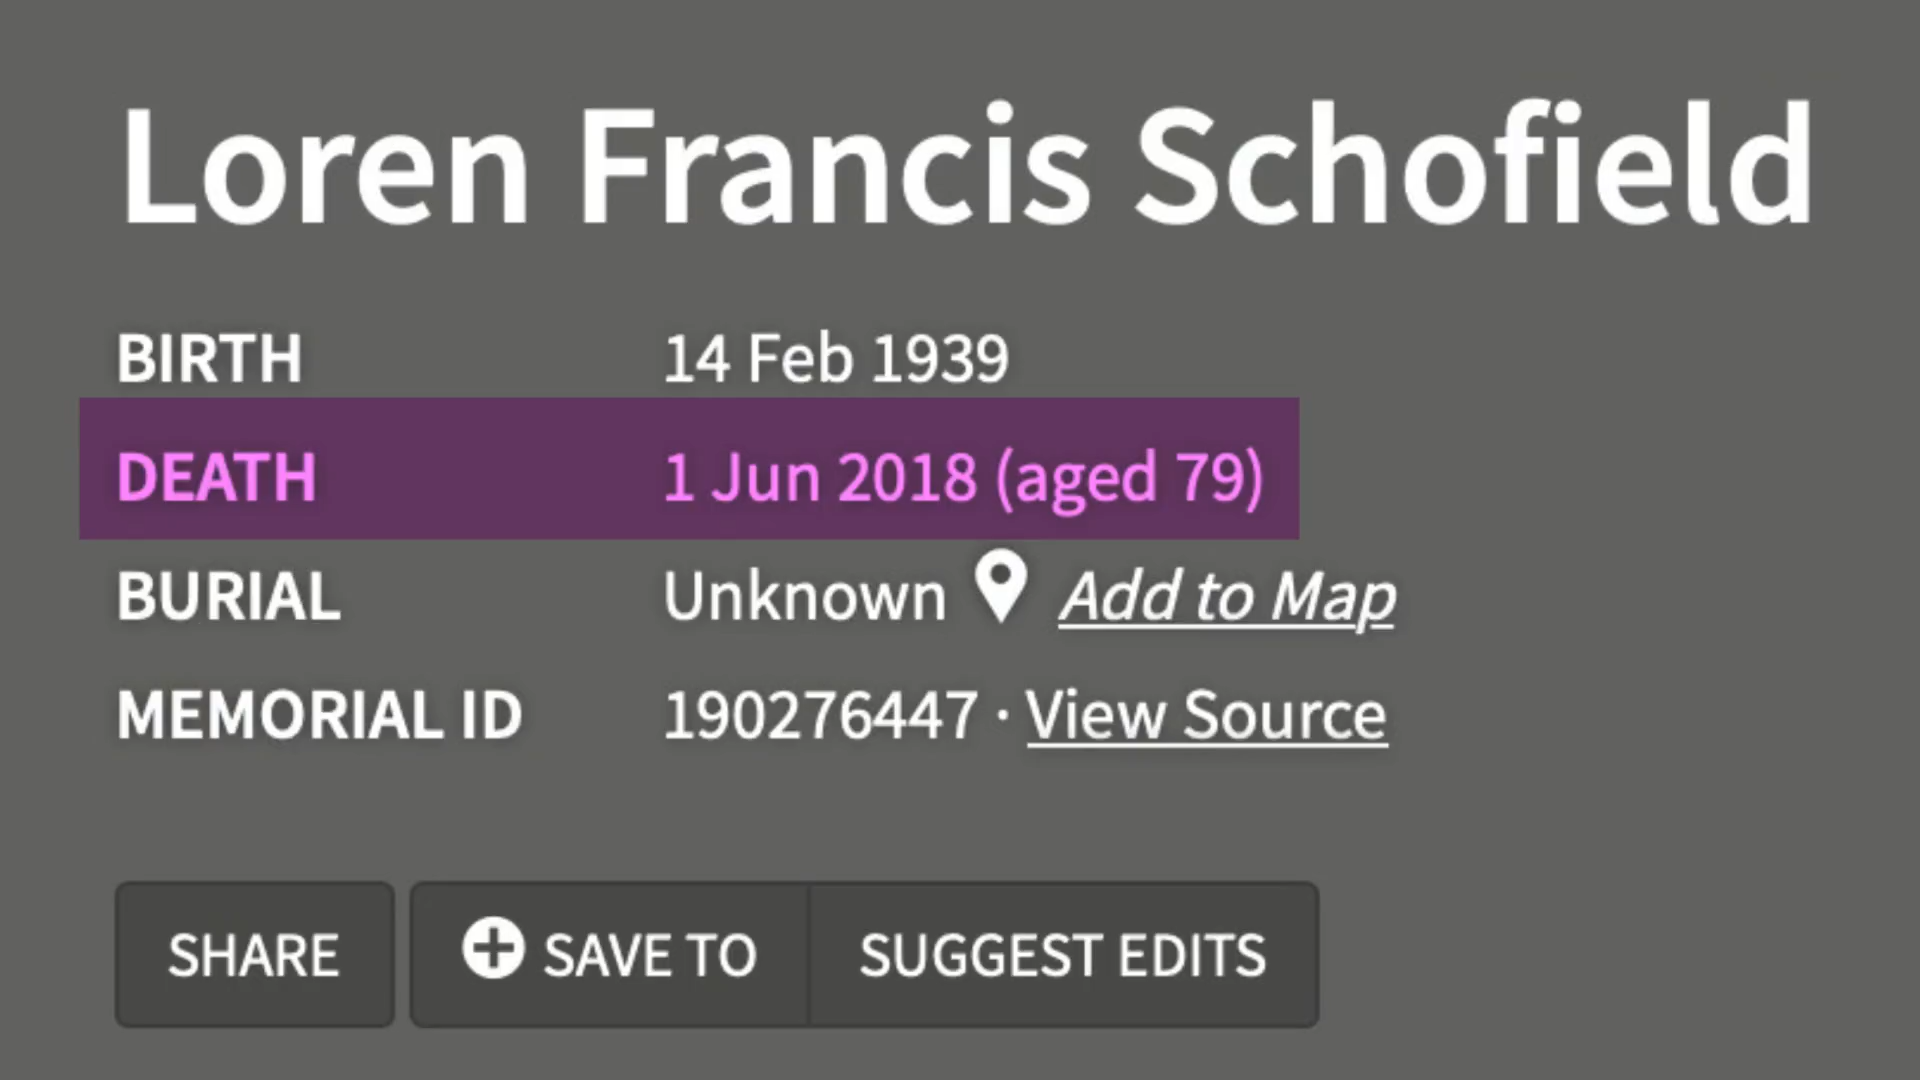 Loren Francis Schofield
BIRTH 14 Feb 1939
DEATH 1 Jun 2018 (aged 79)
BURIAL Unknown Add to Map
MEMORIAL ID 190276447 · View Source
SHARE SAVE TO SUGGEST EDITS